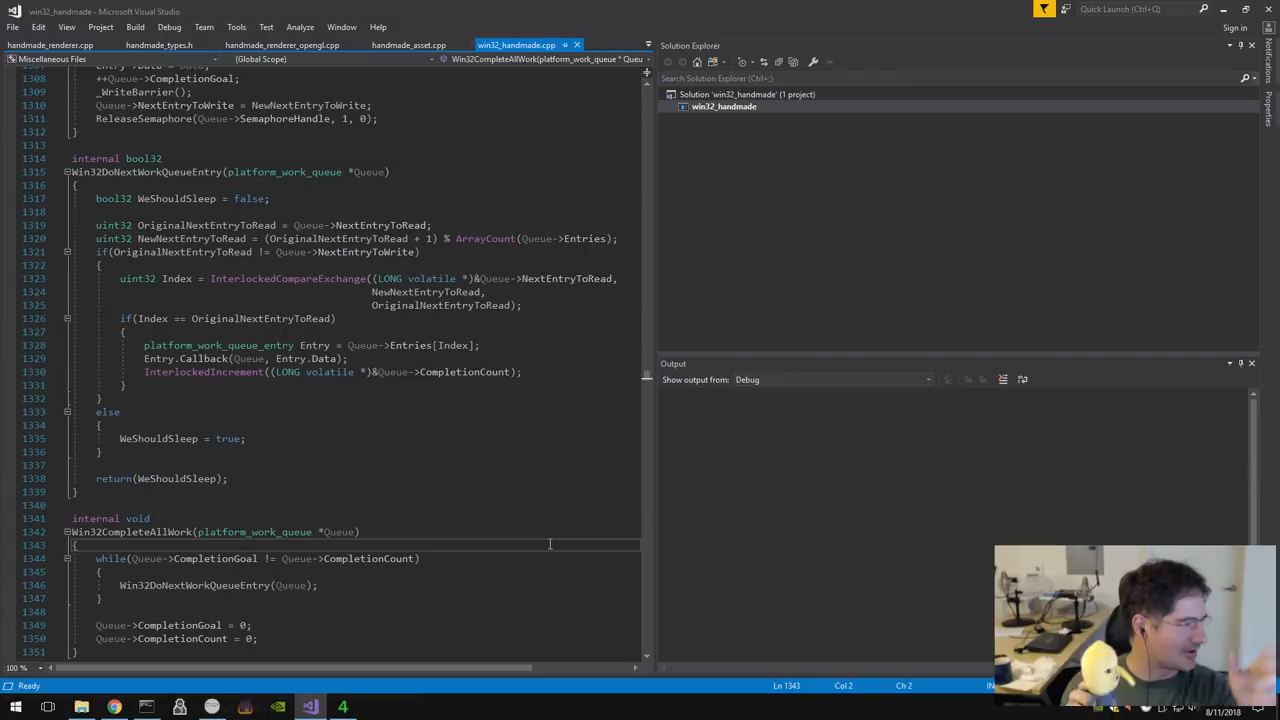 win32_handmade - Microsoft Visual Studio
Quick Launch (Ctrl+Q)
File Edit View Project Build Debug Team Tools Test Analyze Window Help
Sign in
handmade_renderer.cpp handmade_types.h handmade_renderer_opengl.cpp handmade_asset.cpp win32_handmade.cpp
Miscellaneous Files (Global Scope) Win32CompleteAllWork(platform_work_queue * Queu
1308 ++Queue->CompletionGoal;
1309 _WriteBarrier();
1310 Queue->NextEntryToWrite = NewNextEntryToWrite;
1311 ReleaseSemaphore(Queue->SemaphoreHandle, 1, 0);
1312 }
1313
1314 internal bool32
1315 Win32DoNextWorkQueueEntry(platform_work_queue *Queue)
1316 {
1317 bool32 WeShouldSleep = false;
1318
1319 uint32 OriginalNextEntryToRead = Queue->NextEntryToRead;
1320 uint32 NewNextEntryToRead = (OriginalNextEntryToRead + 1) % ArrayCount(Queue->Entries);
1321 if(OriginalNextEntryToRead != Queue->NextEntryToWrite)
1322 {
1323 uint32 Index = InterlockedCompareExchange((LONG volatile *)&Queue->NextEntryToRead,
1324 NewNextEntryToRead,
1325 OriginalNextEntryToRead);
1326 if(Index == OriginalNextEntryToRead)
1327 {
1328 platform_work_queue_entry Entry = Queue->Entries[Index];
1329 Entry.Callback(Queue, Entry.Data);
1330 InterlockedIncrement((LONG volatile *)&Queue->CompletionCount);
1331 }
1332 }
1333 else
1334 {
1335 WeShouldSleep = true;
1336 }
1337
1338 return(WeShouldSleep);
1339 }
1340
1341 internal void
1342 Win32CompleteAllWork(platform_work_queue *Queue)
1343 {
1344 while(Queue->CompletionGoal != Queue->CompletionCount)
1345 {
1346 Win32DoNextWorkQueueEntry(Queue);
1347 }
1348
1349 Queue->CompletionGoal = 0;
1350 Queue->CompletionCount = 0;
1351 }
100 %
Solution Explorer
Search Solution Explorer (Ctrl+;)
Solution 'win32_handmade' (1 project)
win32_handmade
Output
Show output from: Debug
Notifications
Properties
Ready Ln 1343 Col 2 Ch 2 IN
4
8/11/2018